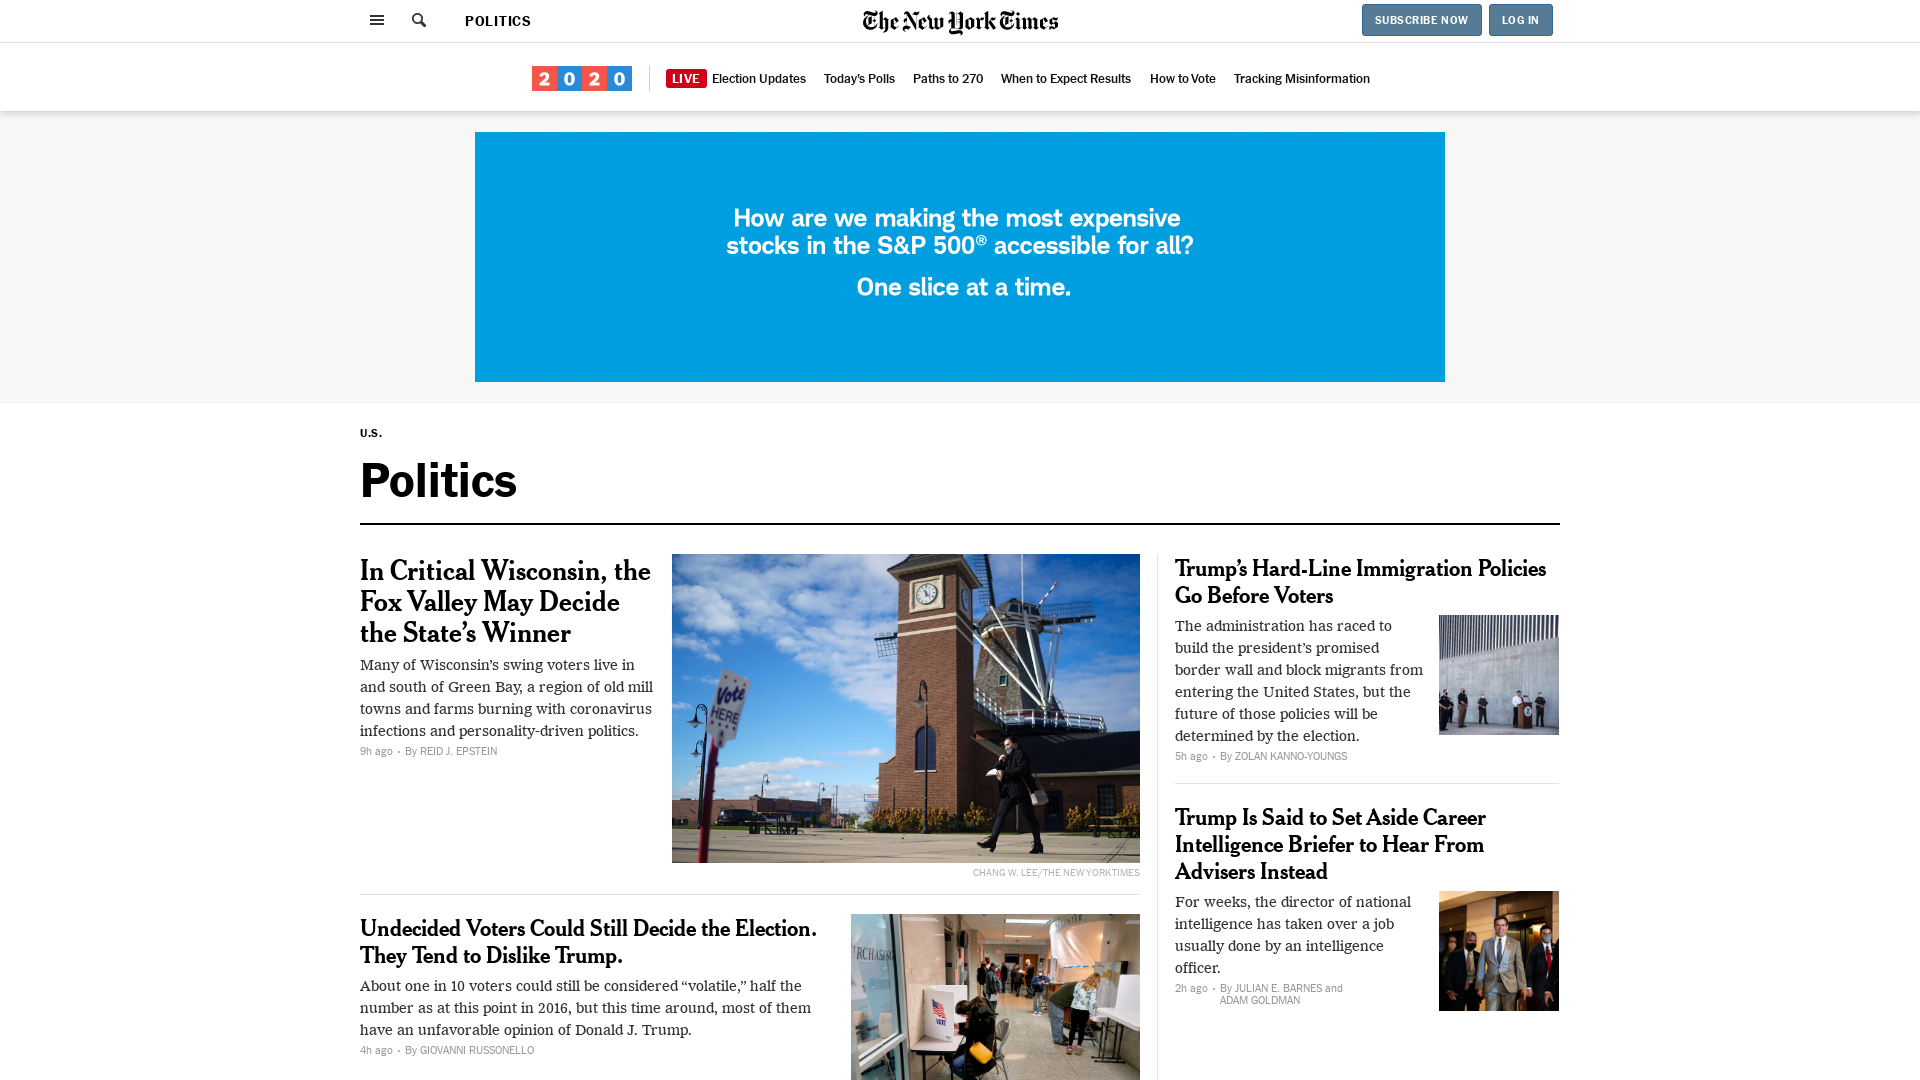 POLITICS
The New York Times
SUBSCRIBE NOW
LOG IN
2020
LIVE Election Updates
Today's Polls
Paths to 270
When to Expect Results
How to Vote
Tracking Misinformation
How are we making the most expensive
stocks in the S&P 500® accessible for all?
One slice at a time.
U.S.
Politics
In Critical Wisconsin, the
Fox Valley May Decide
the State’s Winner
Many of Wisconsin’s swing voters live in
and south of Green Bay, a region of old mill
towns and farms burning with coronavirus
infections and personality-driven politics.
9h ago • By REID J. EPSTEIN
Vote
HERE
CHANG W. LEE/THE NEW YORK TIMES
Undecided Voters Could Still Decide the Election.
They Tend to Dislike Trump.
About one in 10 voters could still be considered “volatile,” half the
number as at this point in 2016, but this time around, most of them
have an unfavorable opinion of Donald J. Trump.
4h ago • By GIOVANNI RUSSONELLO
VOTE
Trump’s Hard-Line Immigration Policies
Go Before Voters
The administration has raced to
build the president’s promised
border wall and block migrants from
entering the United States, but the
future of those policies will be
determined by the election.
5h ago • By ZOLAN KANNO-YOUNGS
Trump Is Said to Set Aside Career
Intelligence Briefer to Hear From
Advisers Instead
For weeks, the director of national
intelligence has taken over a job
usually done by an intelligence
officer.
2h ago • By JULIAN E. BARNES and
ADAM GOLDMAN